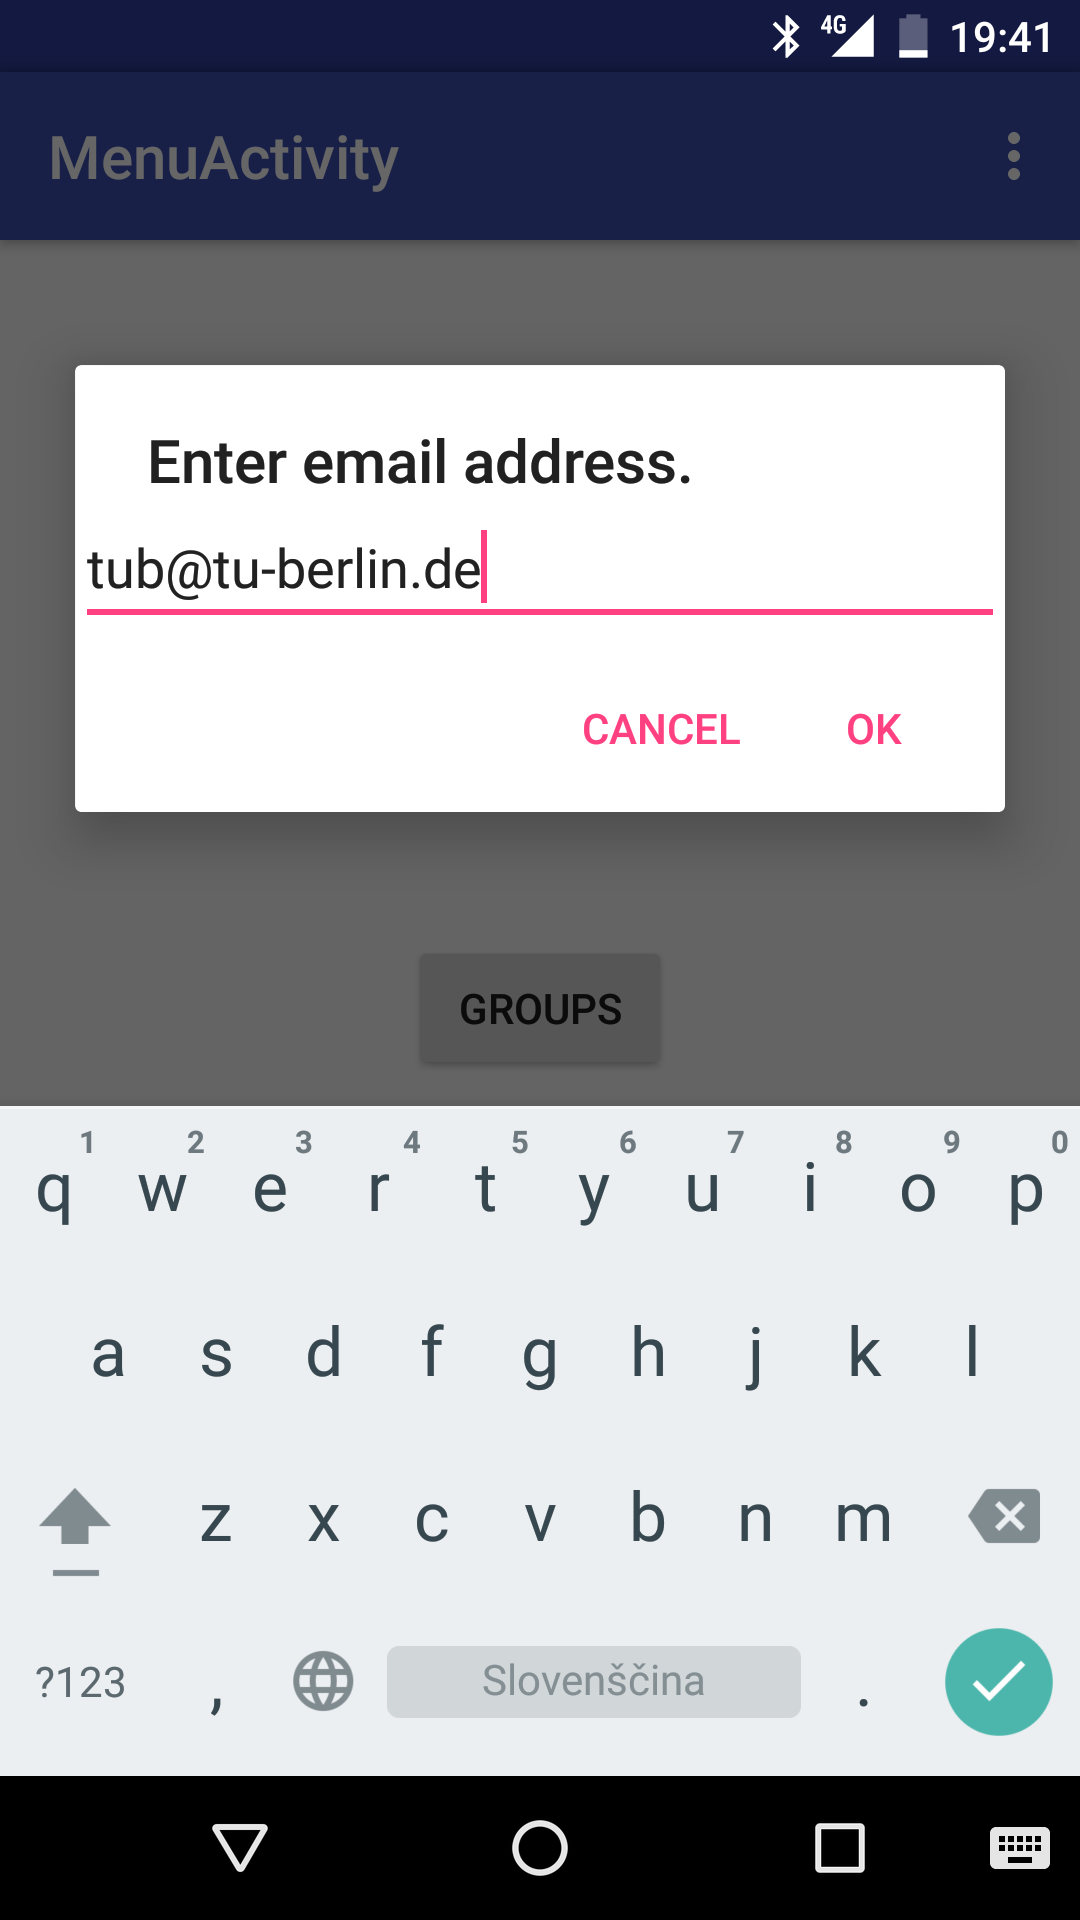 4G 19:41
MenuActivity
Enter email address.
tub@tu-berlin.de
CANCEL OK
GROUPS
1 2 3 4 5 6 7 8 9 0
q w e r t y u i o p
a s d f g h j k l
z x c v b n m
?123 , Slovenščina .